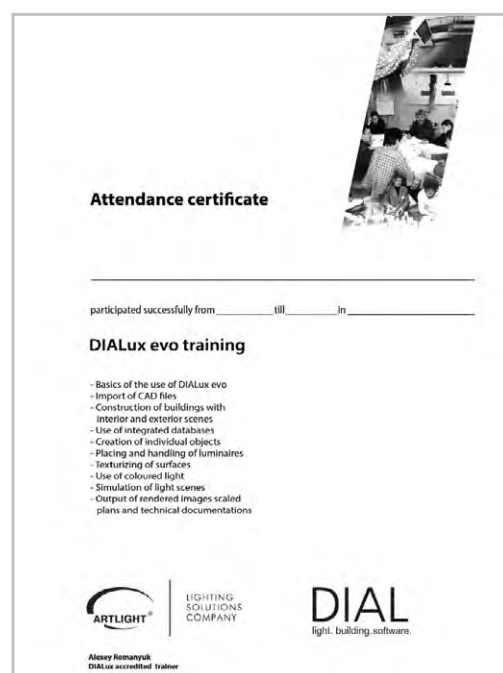 Attendance certificate
participated successfully from__________till__________in______________________
DIALux evo training
- Basics of the use of DIALux evo
- Import of CAD files
- Construction of buildings with
interior and exterior scenes
- Use of integrated databases
- Creation of individual objects
- Placing and handling of luminaires
- Texturizing of surfaces
- Use of coloured light
- Simulation of light scenes
- Output of rendered images scaled
plans and technical documentations
ARTLIGHT®
LIGHTING
SOLUTIONS
COMPANY
DIAL
light. building.software.
Alexey Romanyuk
DIALux accredited trainer